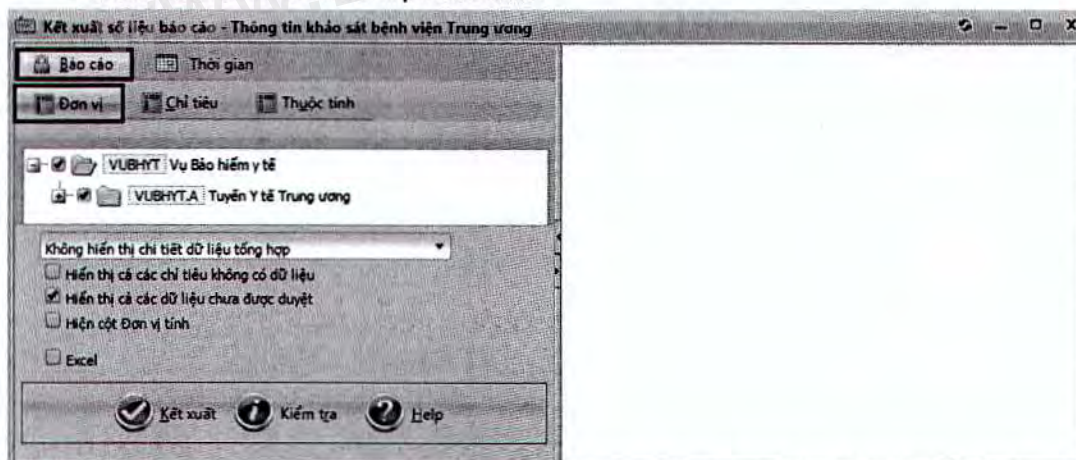 Kết xuất số liệu báo cáo - Thông tin khảo sát bệnh viện Trung ương
Báo cáo Thời gian
Đơn vị Chỉ tiêu Thuộc tính
VUBHYT Vụ Bảo hiểm y tế
VUBHYT.A Tuyến Y tế Trung ương
Không hiển thị chi tiết dữ liệu tổng hợp
Hiển thị cả các chỉ tiêu không có dữ liệu
Hiển thị cả các dữ liệu chưa được duyệt
Hiện cột Đơn vị tính
Excel
Kết xuất Kiểm tra Help